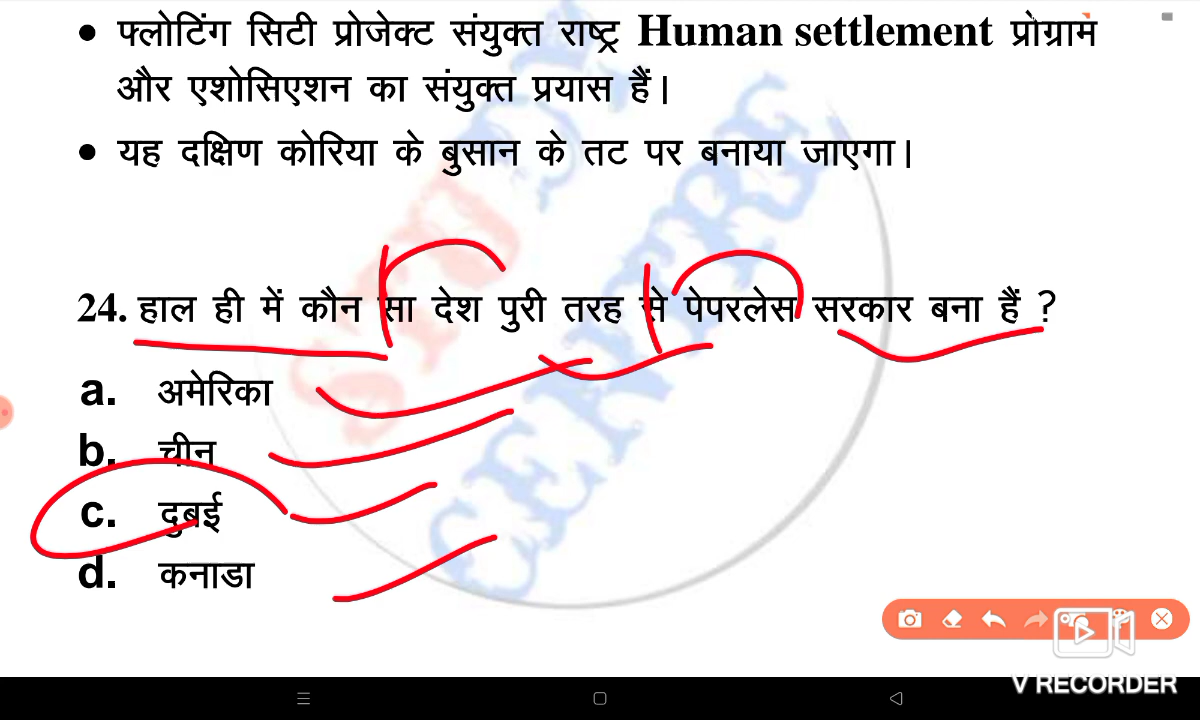 • फ्लोटिंग सिटी प्रोजेक्ट संयुक्त राष्ट्र Human settlement प्रोग्राम
और एशोसिएशन का संयुक्त प्रयास हैं।
• यह दक्षिण कोरिया के बुसान के तट पर बनाया जाएगा।
24. हाल ही में कौन सा देश पुरी तरह से पेपरलेस सरकार बना हैं ?
a. अमेरिका
b. चीन
c. दुबई
d. कनाडा
V RECORDER